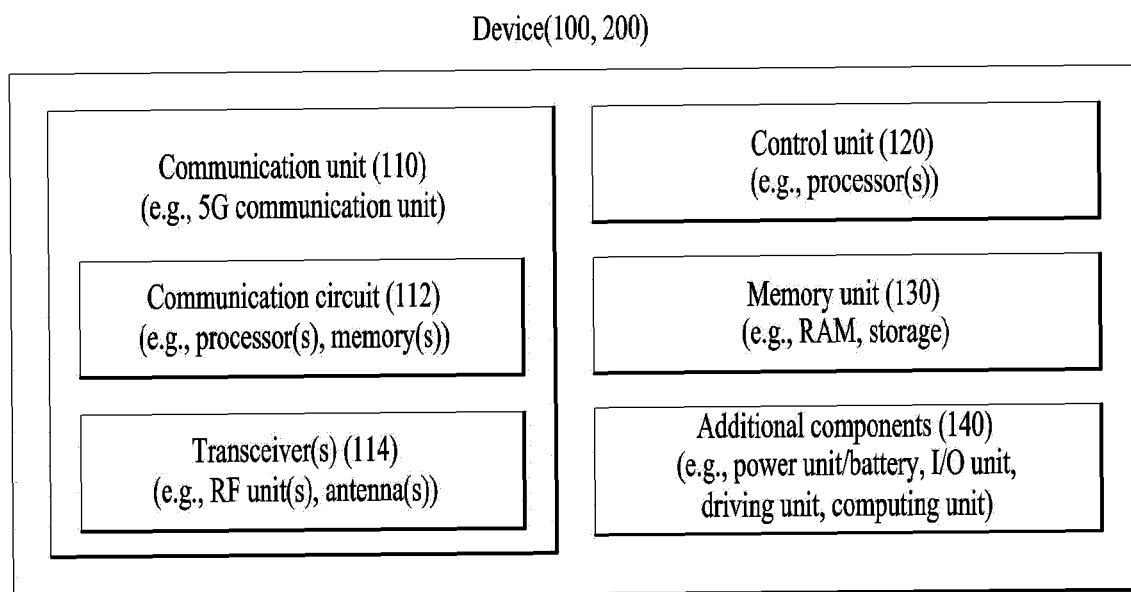 Device(100, 200)
Communication unit (110)
(e.g., 5G communication unit)
Communication circuit (112)
(e.g., processor(s), memory(s))
Transceiver(s) (114)
(e.g., RF unit(s), antenna(s))
Control unit (120)
(e.g., processor(s))
Memory unit (130)
(e.g., RAM, storage)
Additional components (140)
(e.g., power unit/battery, I/O unit,
driving unit, computing unit)